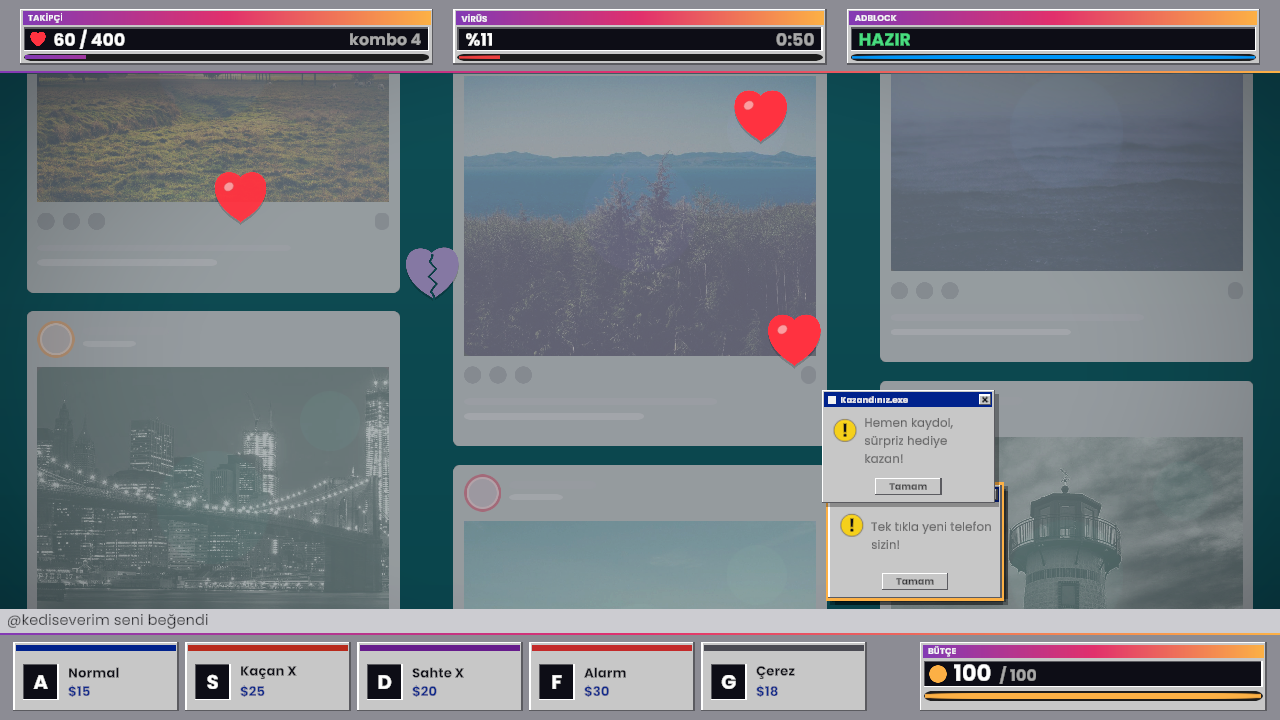 TAKİPÇİ
60 / 400
kombo 4
VİRÜS
%11
0:50
ADBLOCK
HAZIR
Kazandınız.exe
Hemen kaydol,
sürpriz hediye
kazan!
Tamam
Tek tıkla yeni telefon
sizin!
Tamam
@kediseverim seni beğendi
A
Normal
$15
S
Kaçan X
$25
D
Sahte X
$20
F
Alarm
$30
G
Çerez
$18
BÜTÇE
100 / 100